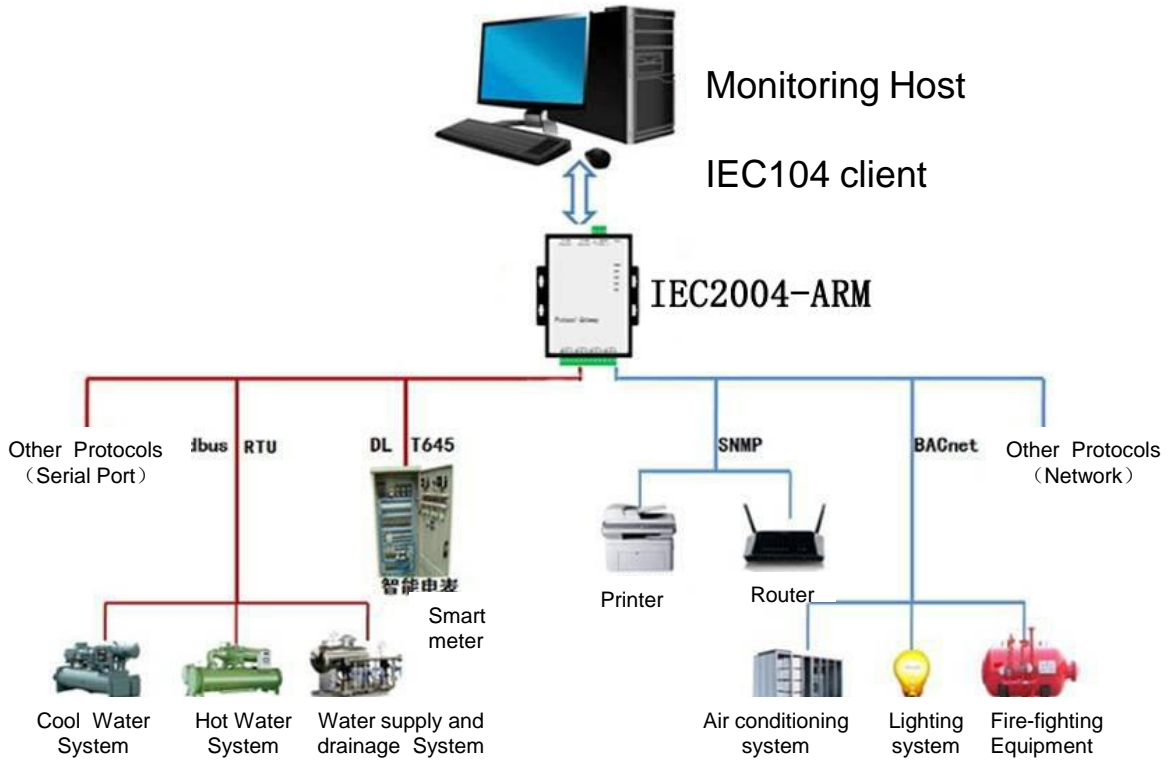 Monitoring Host
IEC104 client
Protocol Gateway
IEC2004-ARM
Other Protocols
（Serial Port）
dbus RTU
DL T645
SNMP
BACnet
Other Protocols
（Network）
智能电表
Smart
meter
Printer
Router
Cool Water
System
Hot Water
System
Water supply and
drainage System
Air conditioning
system
Lighting
system
Fire-fighting
Equipment